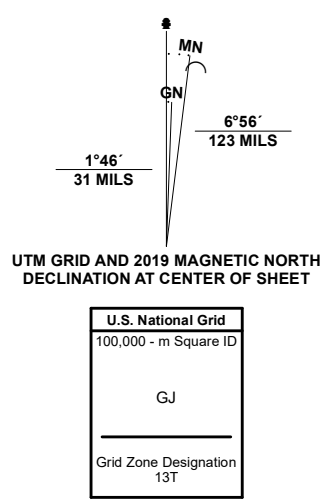 MN
GN
6°56´
123 MILS
1°46´
31 MILS
UTM GRID AND 2019 MAGNETIC NORTH
DECLINATION AT CENTER OF SHEET
U.S. National Grid
100,000 - m Square ID
GJ
Grid Zone Designation
13T